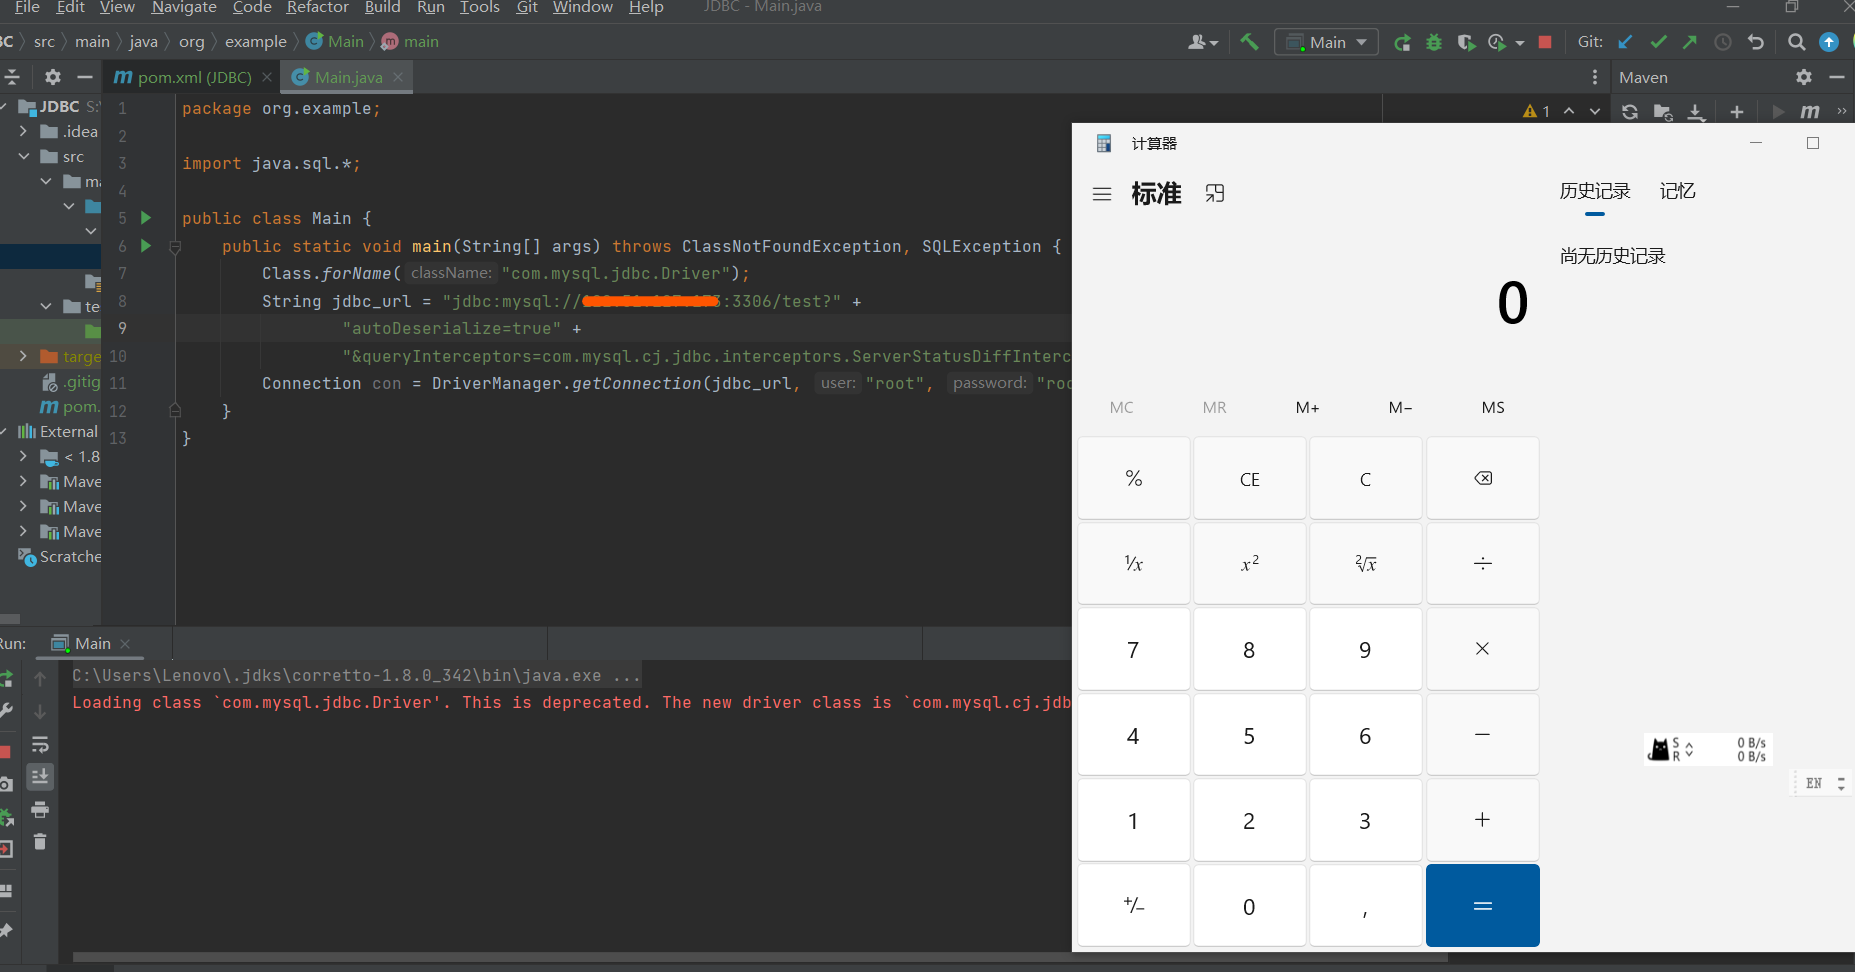 File Edit View Navigate Code Refactor Build Run Tools Git Window Help JDBC - Main.java
src main java org example Main main Main Git:
pom.xml (JDBC) Main.java Maven
JDBC
.idea
src
.gitig
pom.
External
< 1.8
Mave
Mave
Mave
Scratche
1 package org.example;
2
3 import java.sql.*;
4
5 public class Main {
6 public static void main(String[] args) throws ClassNotFoundException, SQLException {
7 Class.forName( className: "com.mysql.jdbc.Driver");
8 String jdbc_url = "jdbc:mysql:// :3306/test?" +
9 "autoDeserialize=true" +
10 "&queryInterceptors=com.mysql.cj.jdbc.interceptors.ServerStatusDiffInterc
11 Connection con = DriverManager.getConnection(jdbc_url, user: "root", password: "roo
12 }
13 }
1
Run: Main
C:\Users\Lenovo\.jdks\corretto-1.8.0_342\bin\java.exe ...
Loading class `com.mysql.jdbc.Driver'. This is deprecated. The new driver class is `com.mysql.cj.jdb
计算器
标准
历史记录 记忆
尚无历史记录
0
MC MR M+ M− MS
% CE C
⅟x x² ²√x ÷
7 8 9 ×
4 5 6 −
1 2 3 +
+/− 0 , =
S 0 B/s
R 0 B/s
EN